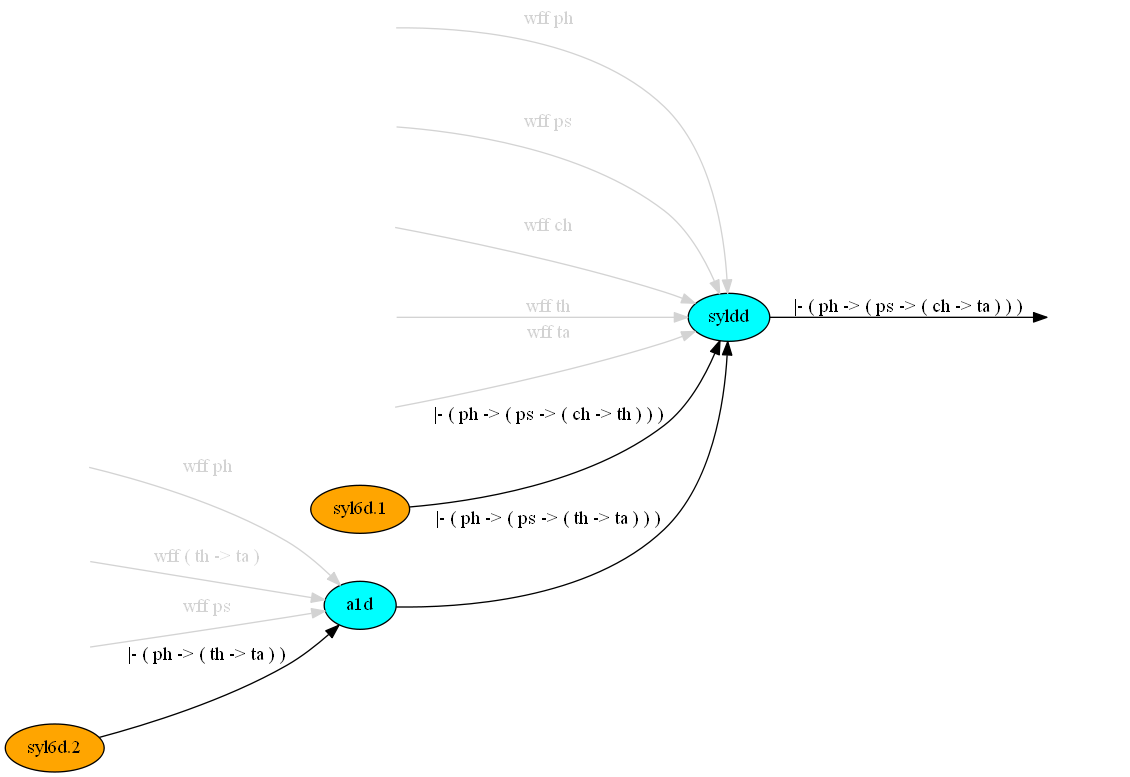 wff ph
wff ps
wff ch
wff th
wff ta
syldd
|- ( ph -> ( ps -> ( ch -> ta ) ) )
|- ( ph -> ( ps -> ( ch -> th ) ) )
syl6d.1
|- ( ph -> ( ps -> ( th -> ta ) ) )
wff ph
wff ( th -> ta )
wff ps
a1d
|- ( ph -> ( th -> ta ) )
syl6d.2